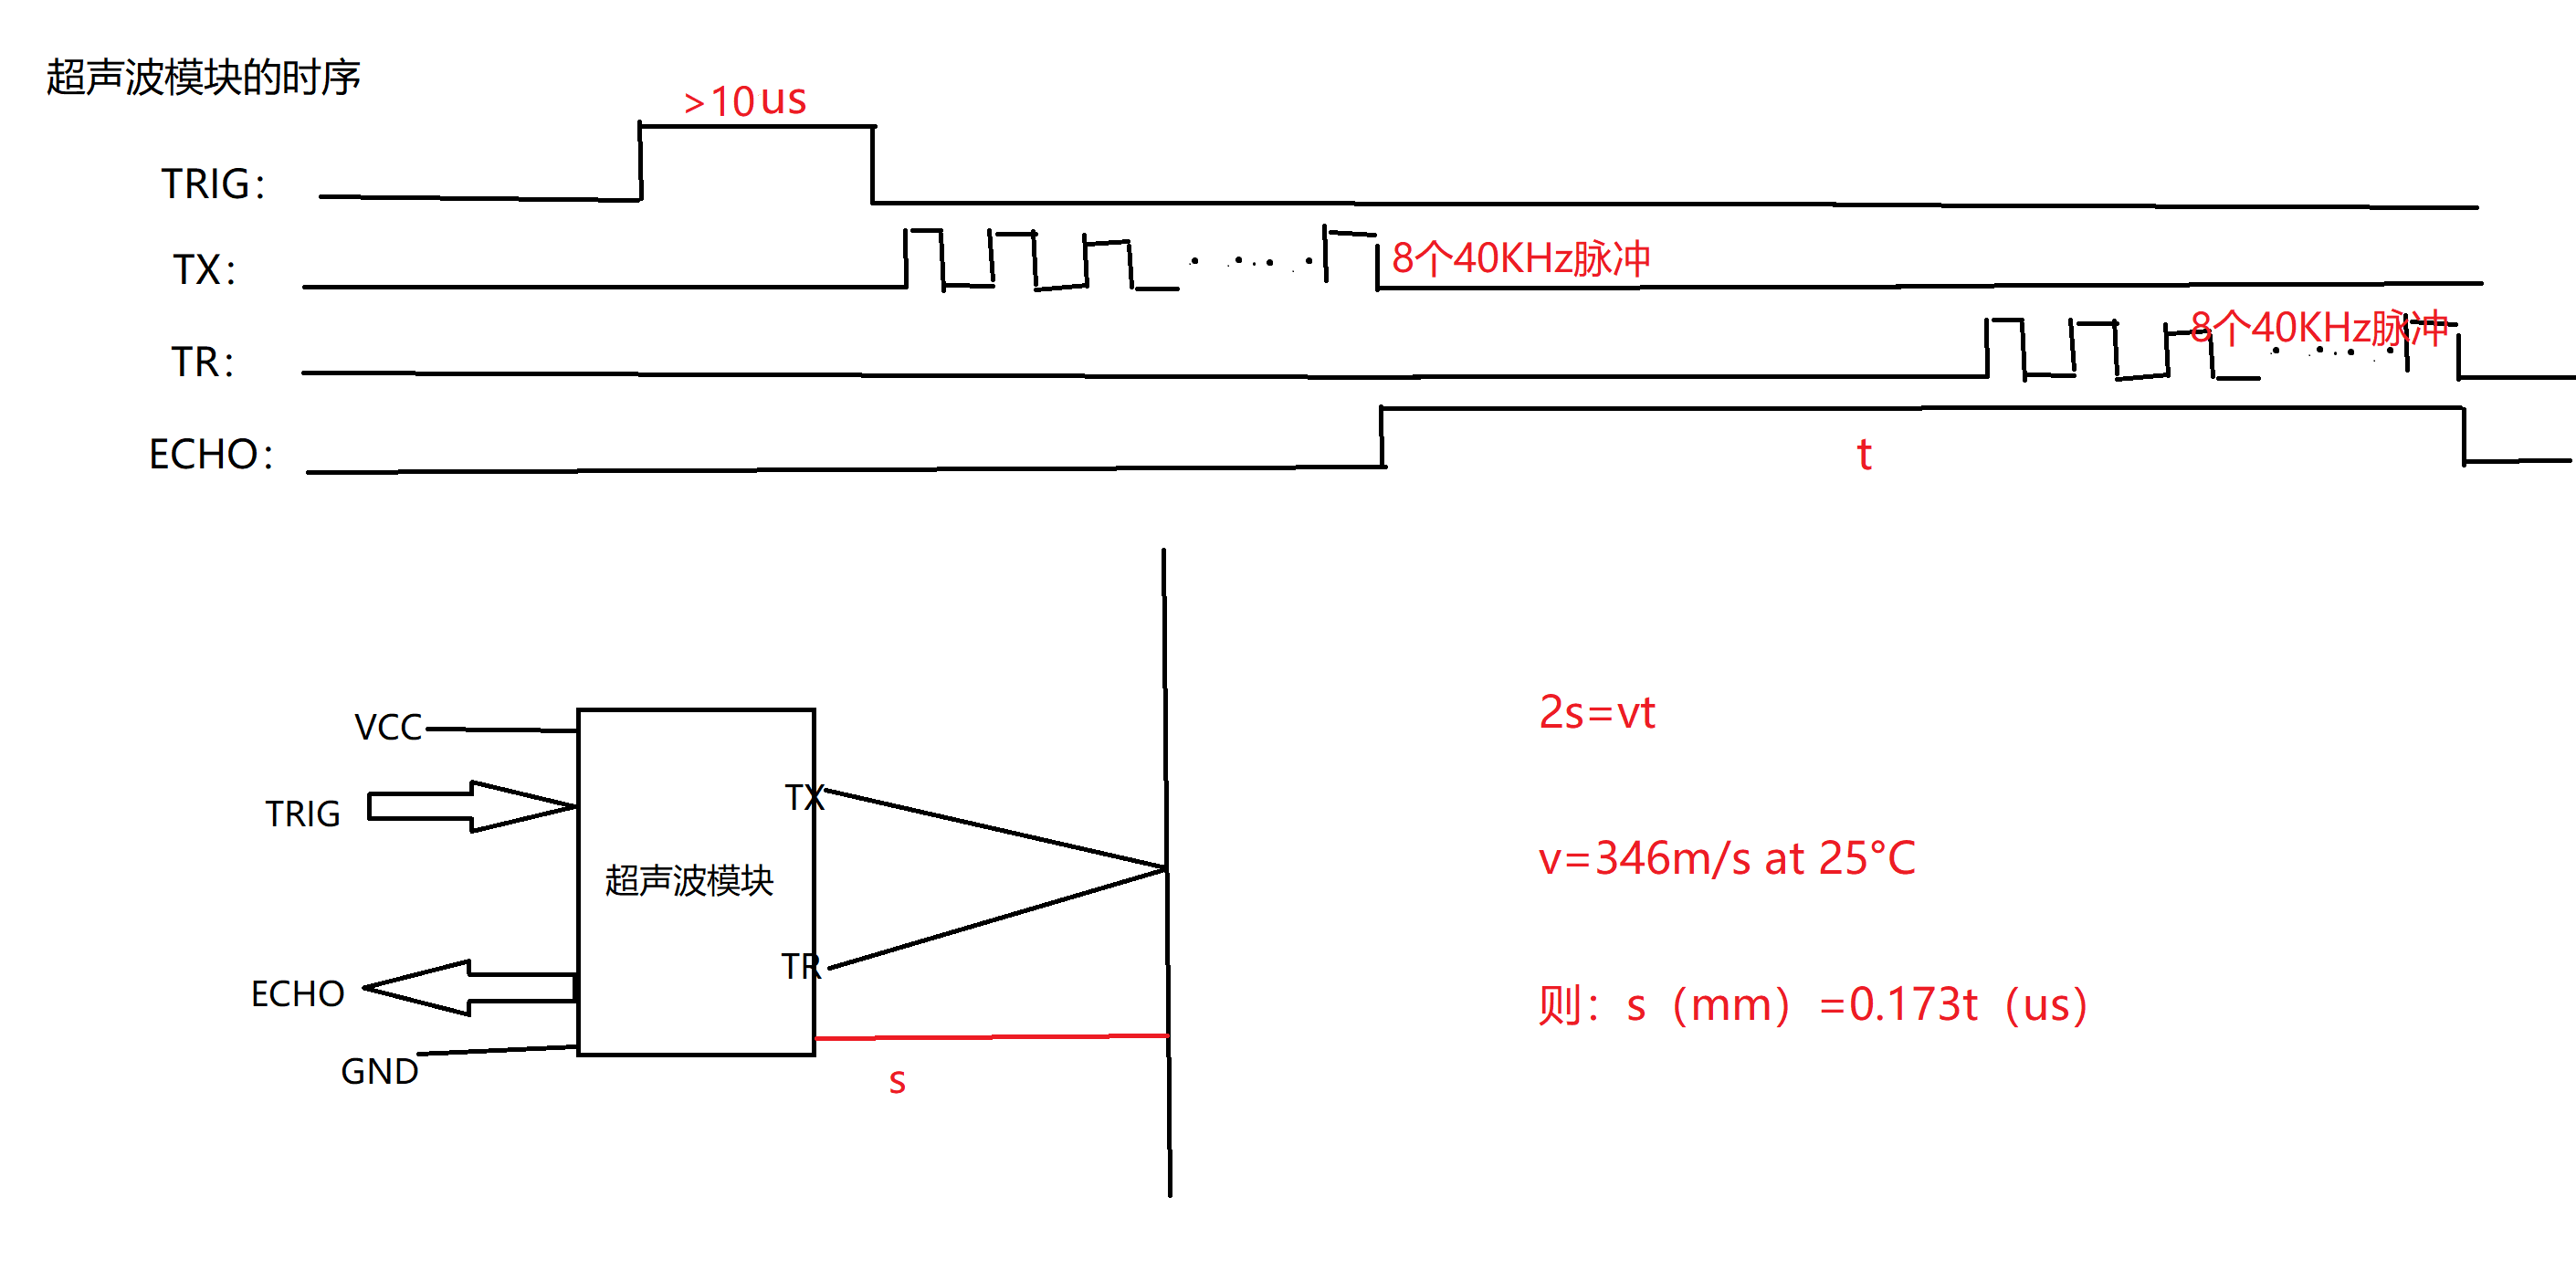 超声波模块的时序
>10us
TRIG：
TX：
8个40KHz脉冲
TR：
8个40KHz脉冲
ECHO：
t
VCC
TRIG
TX
超声波模块
TR
ECHO
GND
s
2s=vt
v=346m/s at 25℃
则：s（mm）=0.173t（us）